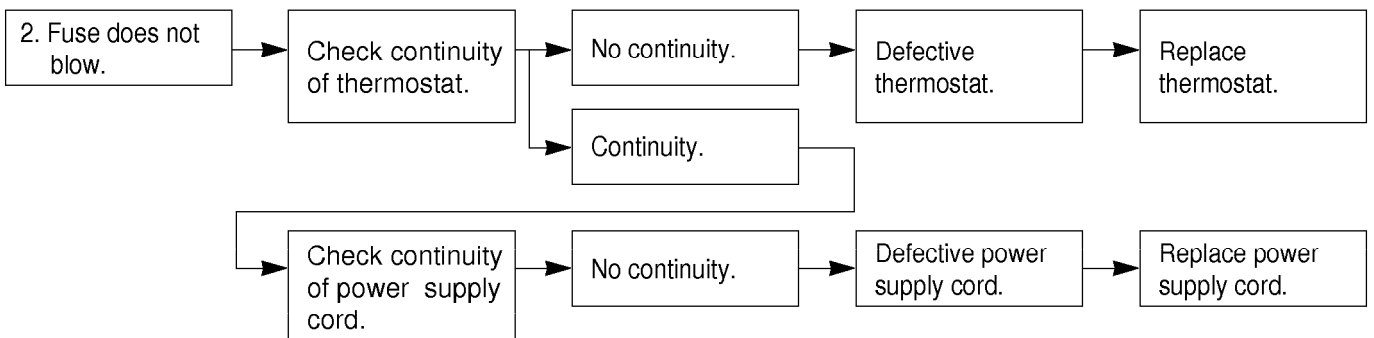 2. Fuse does not
blow.
Check continuity
of thermostat.
No continuity.
Defective
thermostat.
Replace
thermostat.
Continuity.
Check continuity
of power supply
cord.
No continuity.
Defective power
supply cord.
Replace power
supply cord.